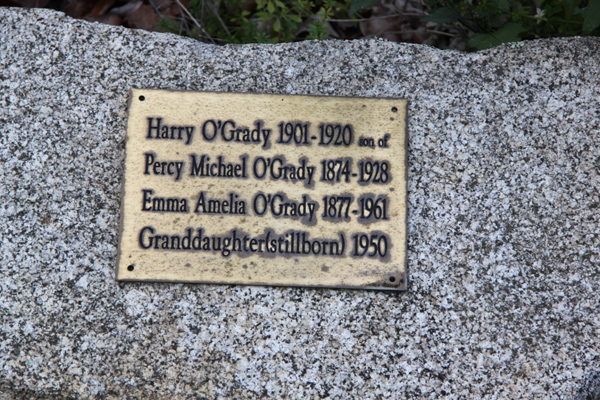 Harry O'Grady 1901-1920 son of
Percy Michael O'Grady 1874-1928
Emma Amelia O'Grady 1877-1961
Granddaughter(stillborn) 1950